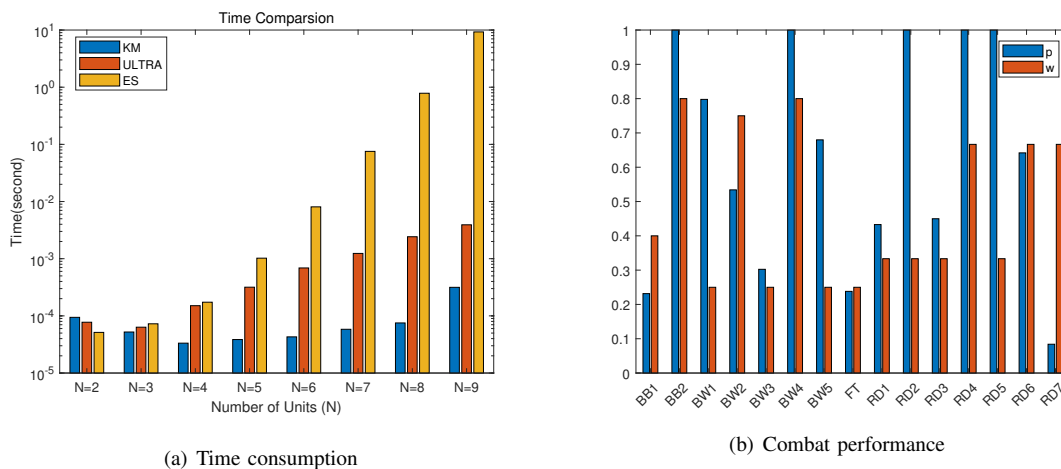 Time Comparsion
KM
ULTRA
ES
10^1
10^0
10^-1
10^-2
10^-3
10^-4
10^-5
Time(second)
N=2 N=3 N=4 N=5 N=6 N=7 N=8 N=9
Number of Units (N)
(a) Time consumption
p
w
1
0.9
0.8
0.7
0.6
0.5
0.4
0.3
0.2
0.1
0
BB1 BB2 BW1 BW2 BW3 BW4 BW5 FT RD1 RD2 RD3 RD4 RD5 RD6 RD7
(b) Combat performance